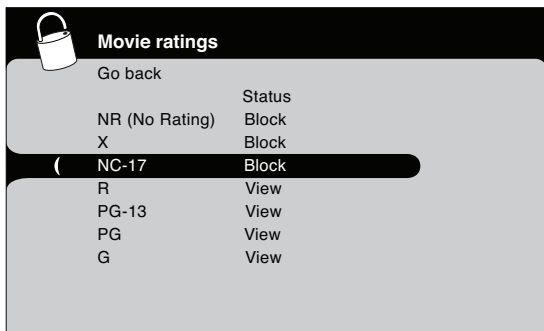 Movie ratings
Go back
Status
NR (No Rating) Block
X Block
NC-17 Block
R View
PG-13 View
PG View
G View